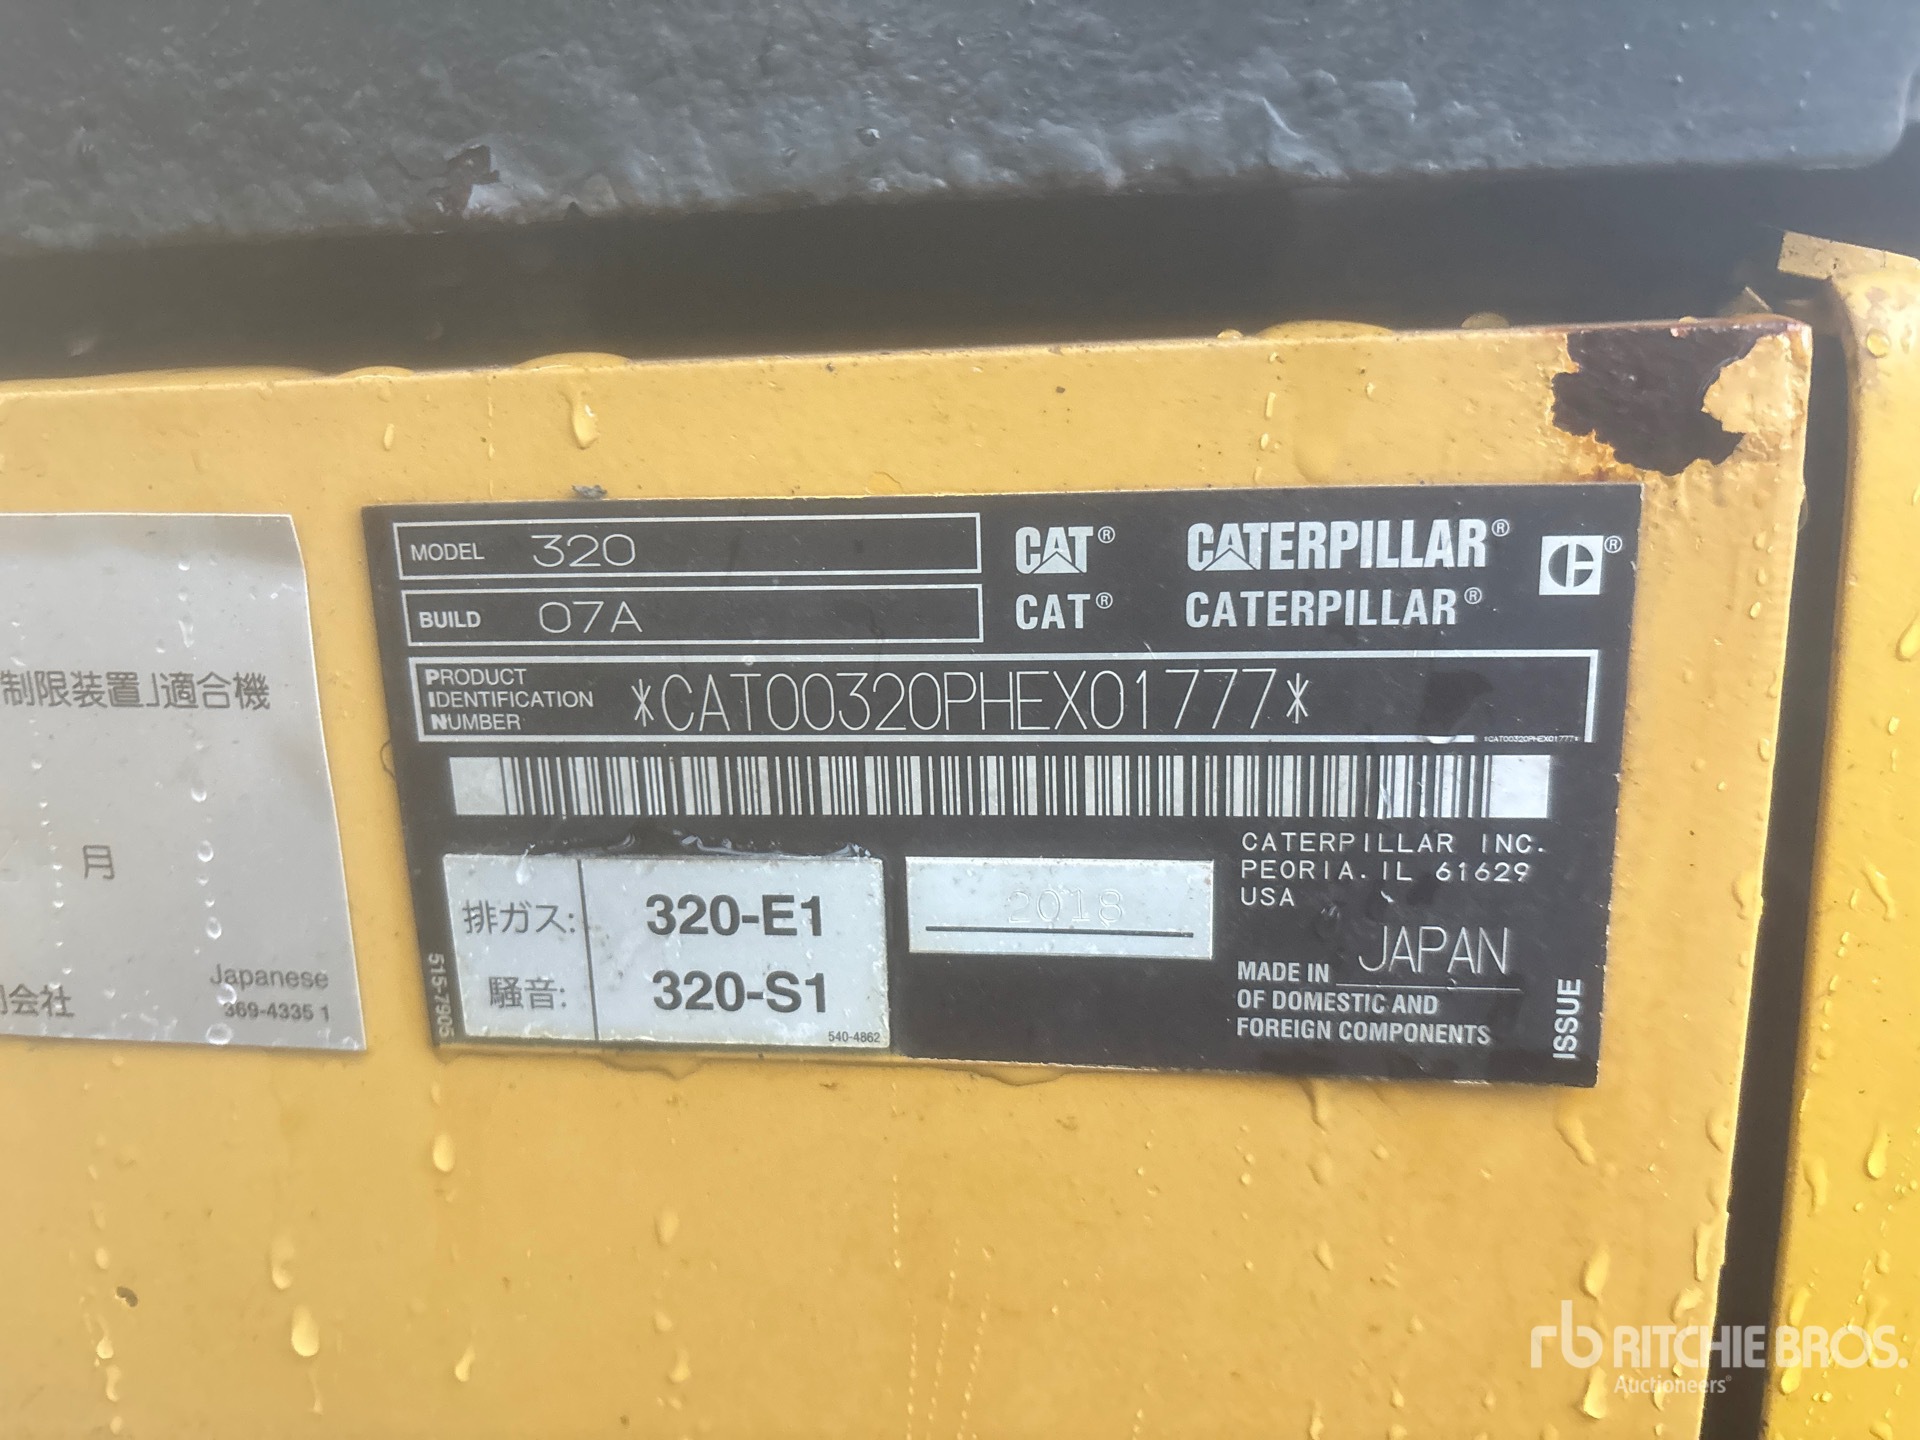 制限装置」適合機
月
会社
Japanese
369-4335 1
MODEL 320
BUILD 07A
CAT® CATERPILLAR® ®
CAT® CATERPILLAR®
PRODUCT IDENTIFICATION NUMBER *CAT00320PHEX01777*
*CAT00320PHEX01777*
排ガス: 320-E1
騒音: 320-S1
540-4862
515-7905
2018
CATERPILLAR INC.
PEORIA. IL 61629
USA
MADE IN JAPAN
OF DOMESTIC AND
FOREIGN COMPONENTS
ISSUE
rb RITCHIE BROS.
Auctioneers